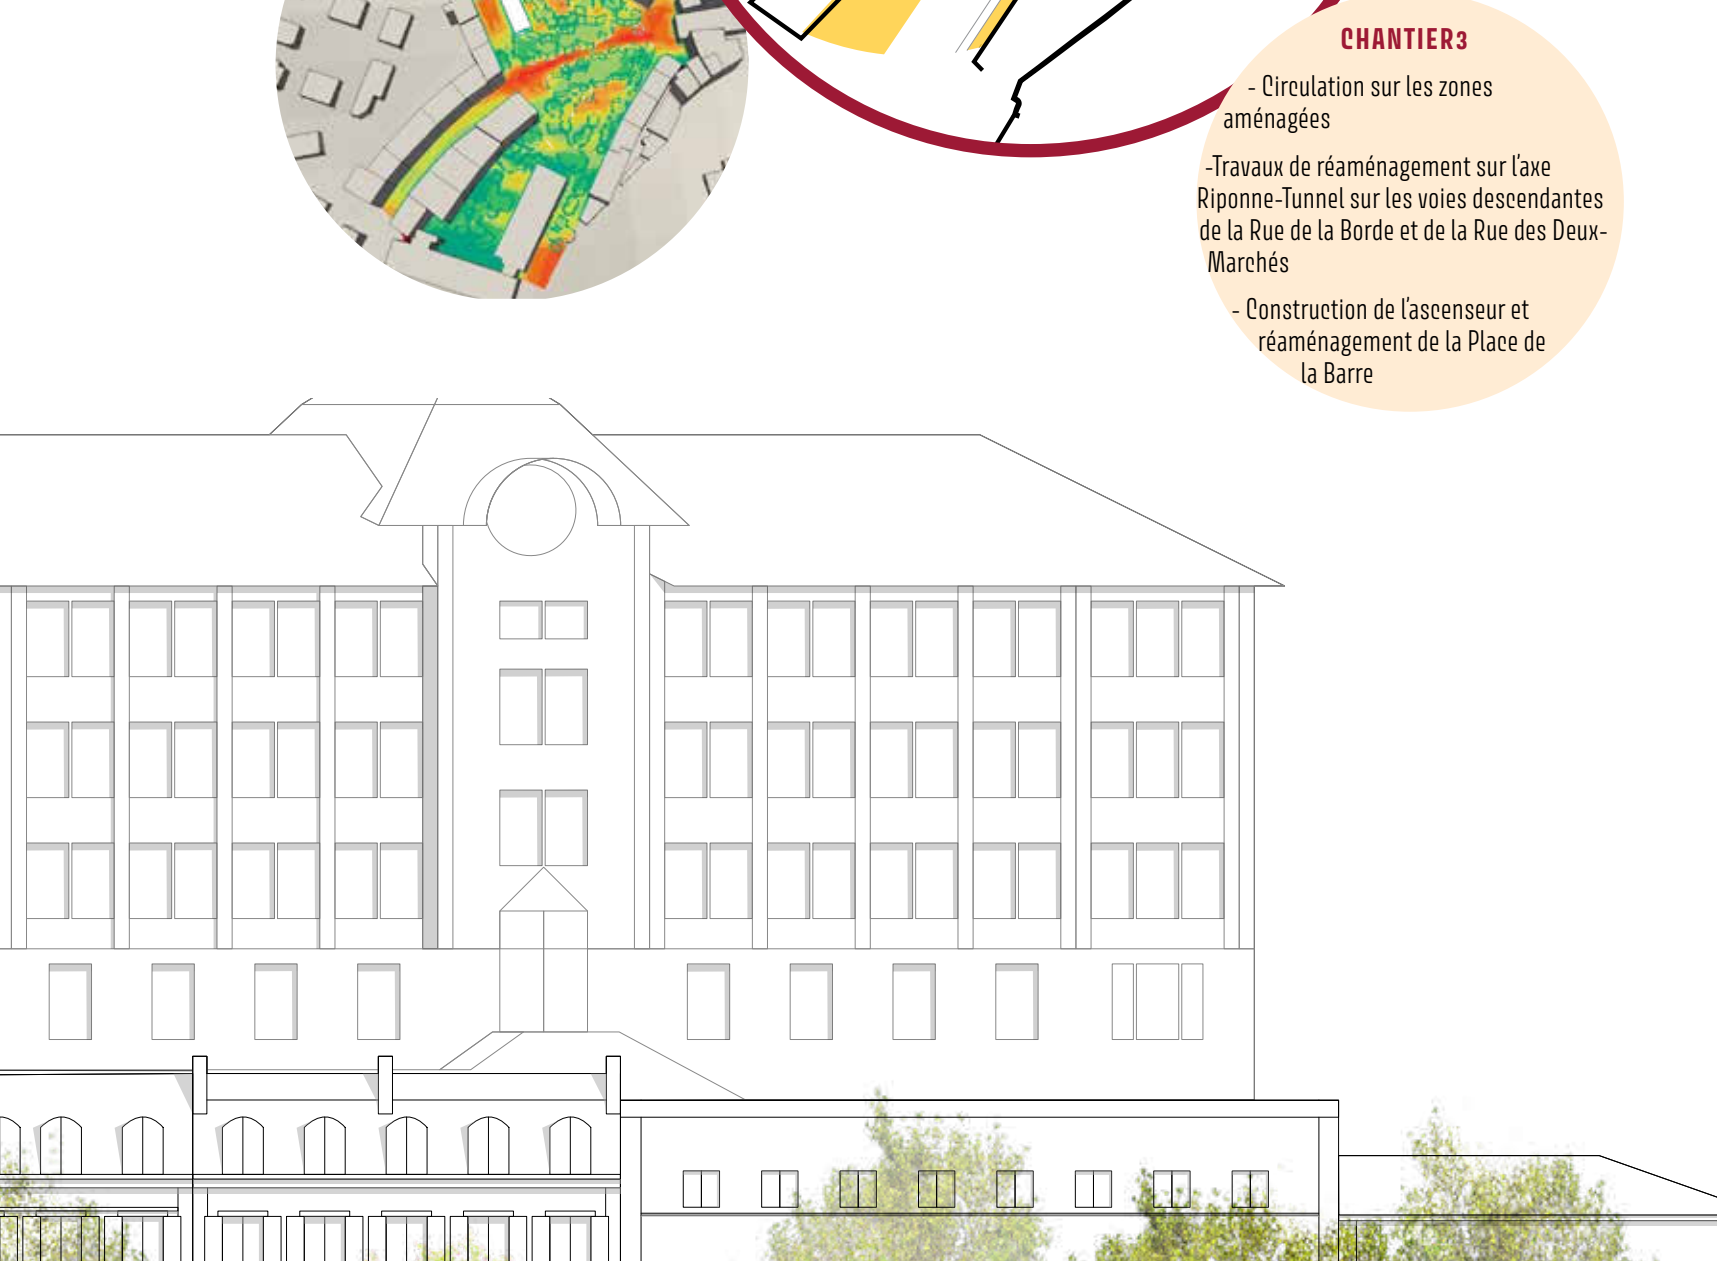 CHANTIER3
- Circulation sur les zones
aménagées
-Travaux de réaménagement sur l'axe
Riponne-Tunnel sur les voies descendantes
de la Rue de la Borde et de la Rue des Deux-
Marchés
- Construction de l'ascenseur et
réaménagement de la Place de
la Barre